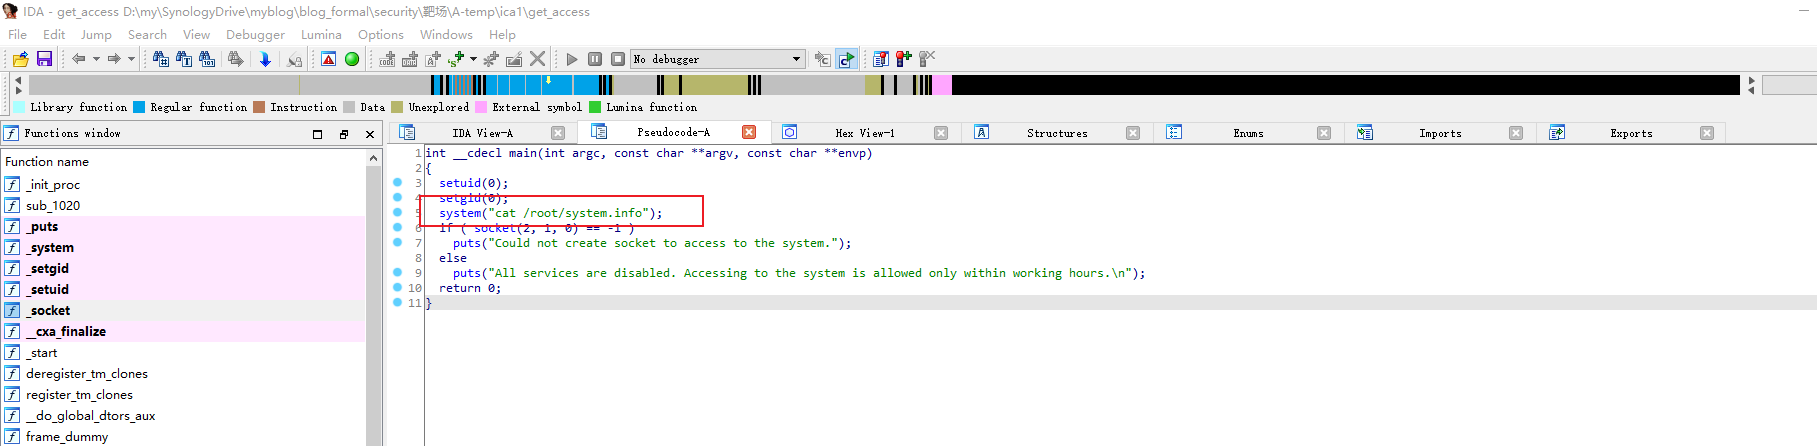 IDA - get_access D:\my\SynologyDrive\myblog\blog_formal\security\靶场\A-temp\ica1\get_access
File Edit Jump Search View Debugger Lumina Options Windows Help
No debugger
Library function Regular function Instruction Data Unexplored External symbol Lumina function
Functions window
Function name
_init_proc
sub_1020
_puts
_system
_setgid
_setuid
_socket
__cxa_finalize
_start
deregister_tm_clones
register_tm_clones
__do_global_dtors_aux
frame_dummy
IDA View-A Pseudocode-A Hex View-1 Structures Enums Imports Exports
1 int __cdecl main(int argc, const char **argv, const char **envp)
2 {
3 setuid(0);
4 setgid(0);
5 system("cat /root/system.info");
6 if ( socket(2, 1, 0) == -1 )
7 puts("Could not create socket to access to the system.");
8 else
9 puts("All services are disabled. Accessing to the system is allowed only within working hours.\n");
10 return 0;
11 }